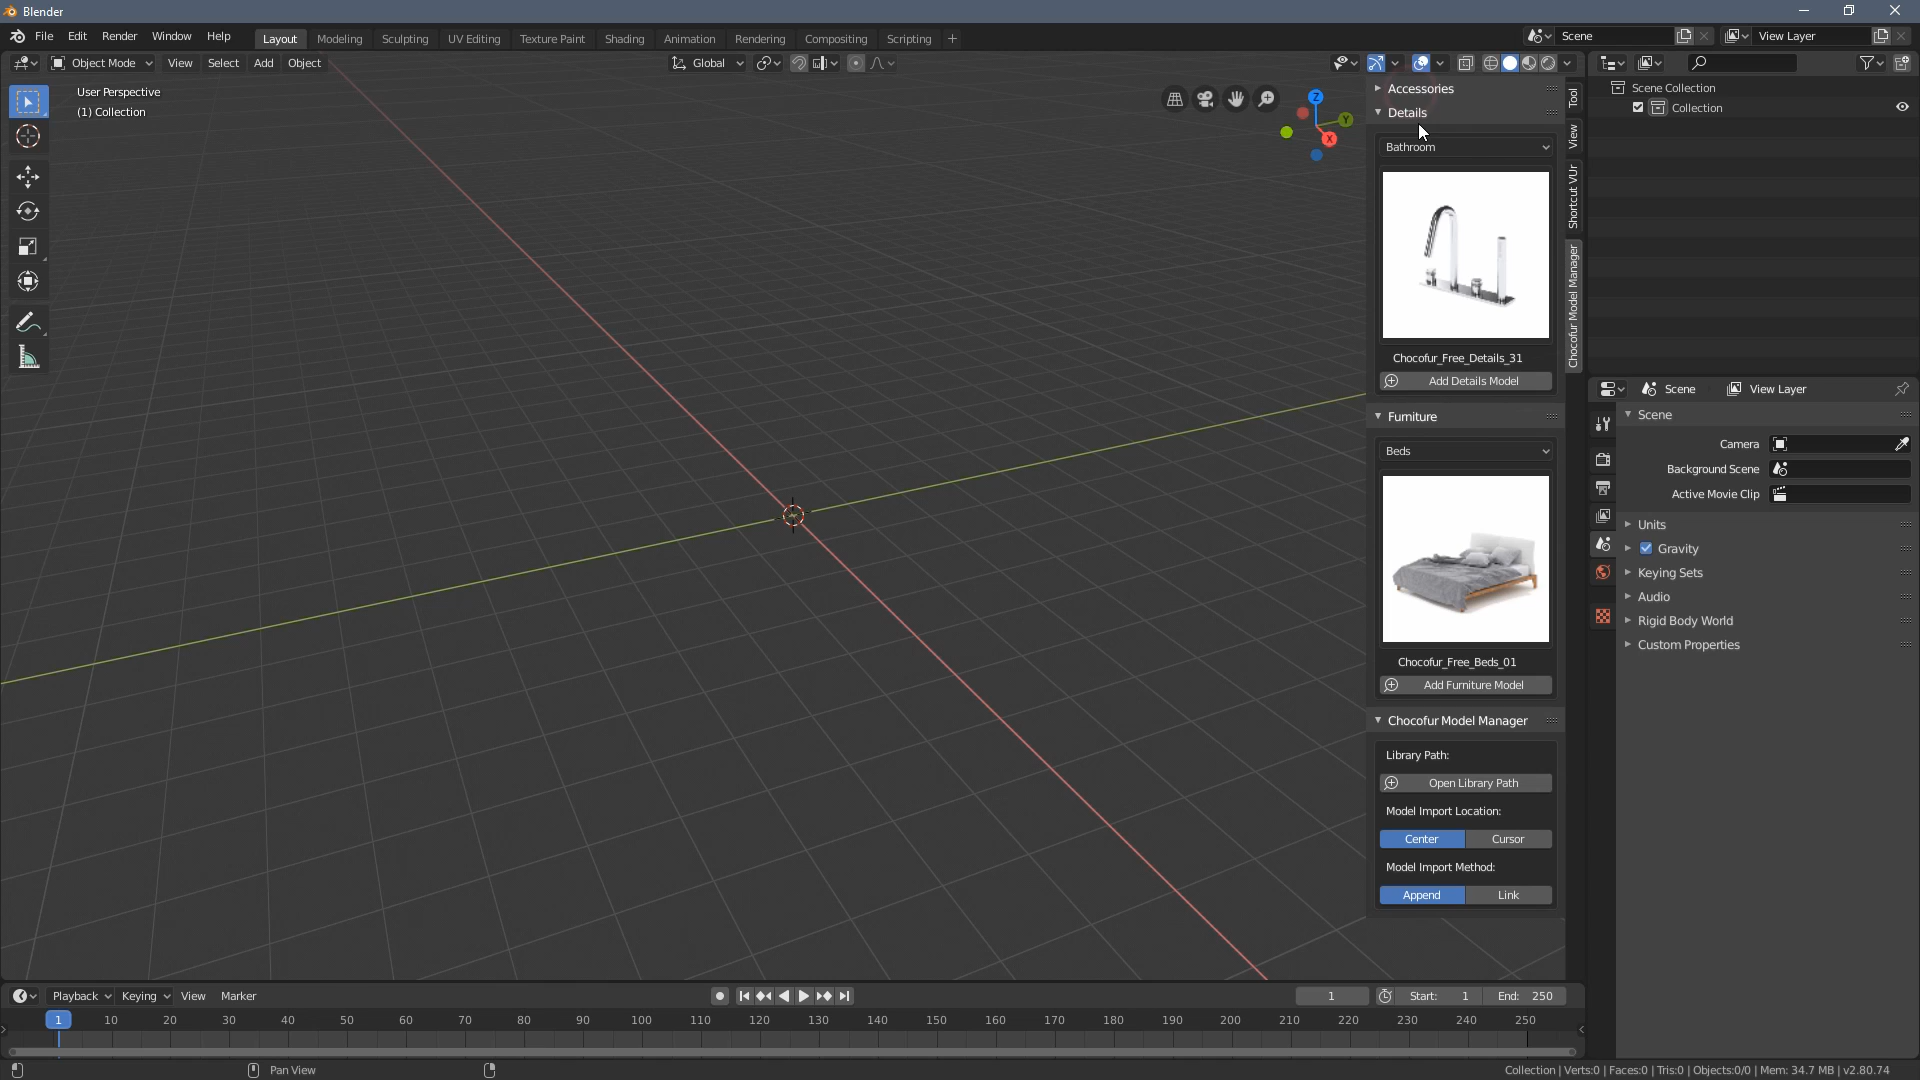 Blender
File Edit Render Window Help
Layout Modeling Sculpting UV Editing Texture Paint Shading Animation Rendering Compositing Scripting +
Scene
View Layer
Object Mode View Select Add Object
Global
User Perspective
(1) Collection
Z
Y
X
Accessories
Details
Bathroom
Chocofur_Free_Details_31
Add Details Model
Furniture
Beds
Chocofur_Free_Beds_01
Add Furniture Model
Chocofur Model Manager
Library Path:
Open Library Path
Model Import Location:
Center Cursor
Model Import Method:
Append Link
Tool
View
Shortcut VUr
Chocofur Model Manager
Scene Collection
Collection
Scene View Layer
Scene
Camera
Background Scene
Active Movie Clip
Units
Gravity
Keying Sets
Audio
Rigid Body World
Custom Properties
Playback Keying View Marker
1 Start: 1 End: 250
1 10 20 30 40 50 60 70 80 90 100 110 120 130 140 150 160 170 180 190 200 210 220 230 240 250
Pan View
Collection | Verts:0 | Faces:0 | Tris:0 | Objects:0/0 | Mem: 34.7 MB | v2.80.74